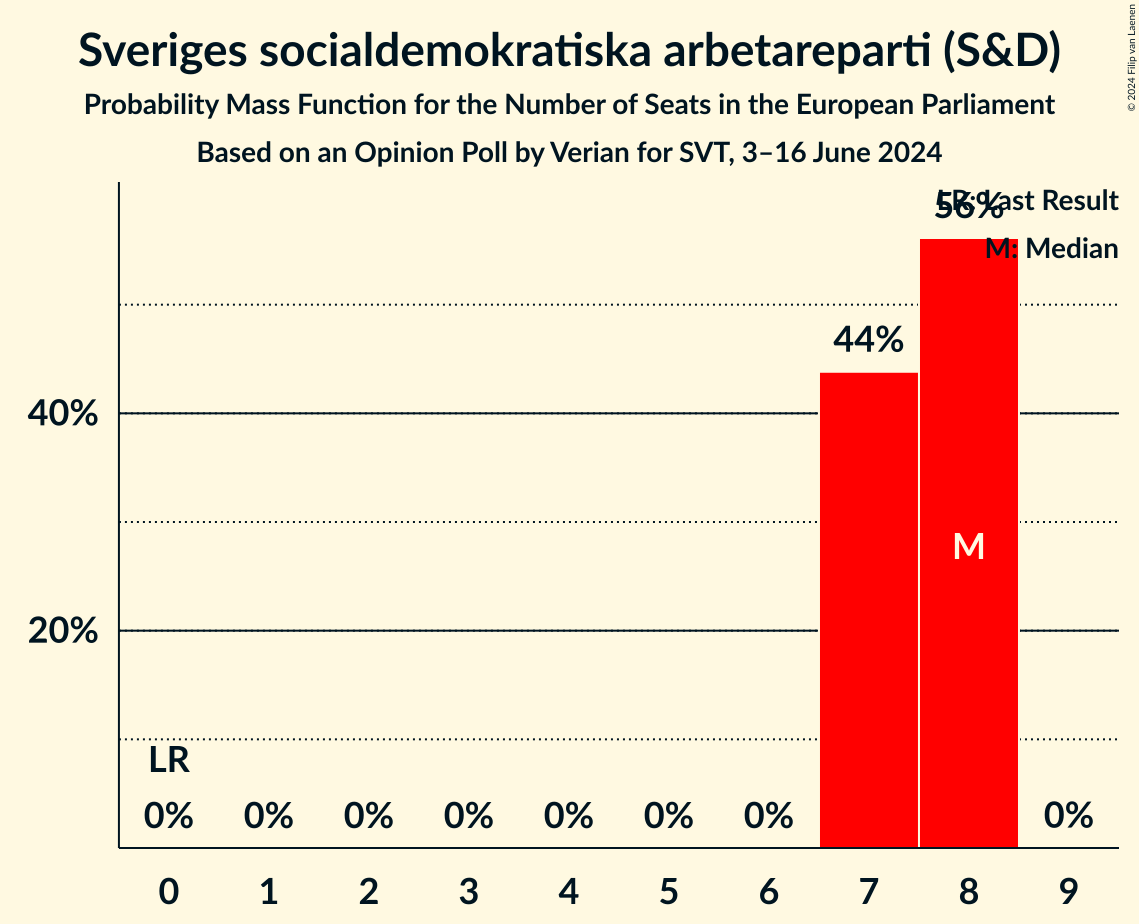 Sveriges socialdemokratiska arbetareparti (S&D)
Probability Mass Function for the Number of Seats in the European Parliament
Based on an Opinion Poll by Verian for SVT, 3–16 June 2024
© 2024 Filip van Laenen
LR: Last Result
56%
M: Median
44%
40%
M
20%
LR
0% 0% 0% 0% 0% 0% 0% 0%
0 1 2 3 4 5 6 7 8 9